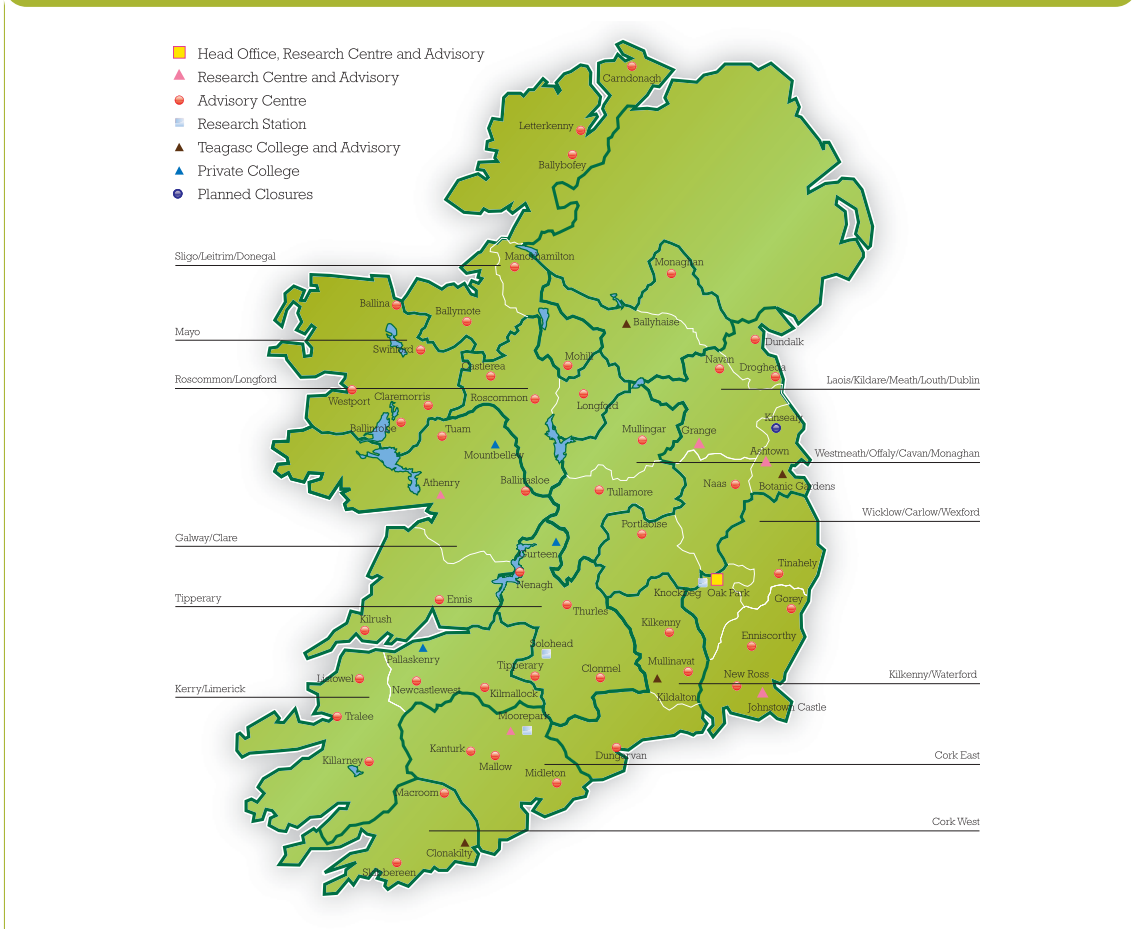 Head Office, Research Centre and Advisory
Research Centre and Advisory
Advisory Centre
Research Station
Teagasc College and Advisory
Private College
Planned Closures
Carndonagh
Letterkenny
Ballybofey
Sligo/Leitrim/Donegal
Manorhamilton
Monaghan
Ballina
Ballymote
Ballyhaise
Mayo
Swinford
Dundalk
Mohill
Navan
Drogheda
Castlerea
Roscommon/Longford
Laois/Kildare/Meath/Louth/Dublin
Westport
Claremorris
Roscommon
Longford
Kinsealy
Ballinrobe
Tuam
Mullingar
Grange
Mountbellew
Ashtown
Westmeath/Offaly/Cavan/Monaghan
Athenry
Ballinasloe
Tullamore
Naas
Botanic Gardens
Wicklow/Carlow/Wexford
Portlaoise
Galway/Clare
Gurteen
Tinahely
Nenagh
Knockbeg
Oak Park
Tipperary
Ennis
Thurles
Gorey
Kilrush
Kilkenny
Enniscorthy
Solohead
Pallaskenry
Mullinavat
Tipperary
Clonmel
New Ross
Kilkenny/Waterford
Listowel
Newcastlewest
Kilmallock
Kerry/Limerick
Kildalton
Johnstown Castle
Tralee
Moorepark
Kanturk
Mallow
Dungarvan
Cork East
Killarney
Midleton
Macroom
Cork West
Clonakilty
Skibbereen